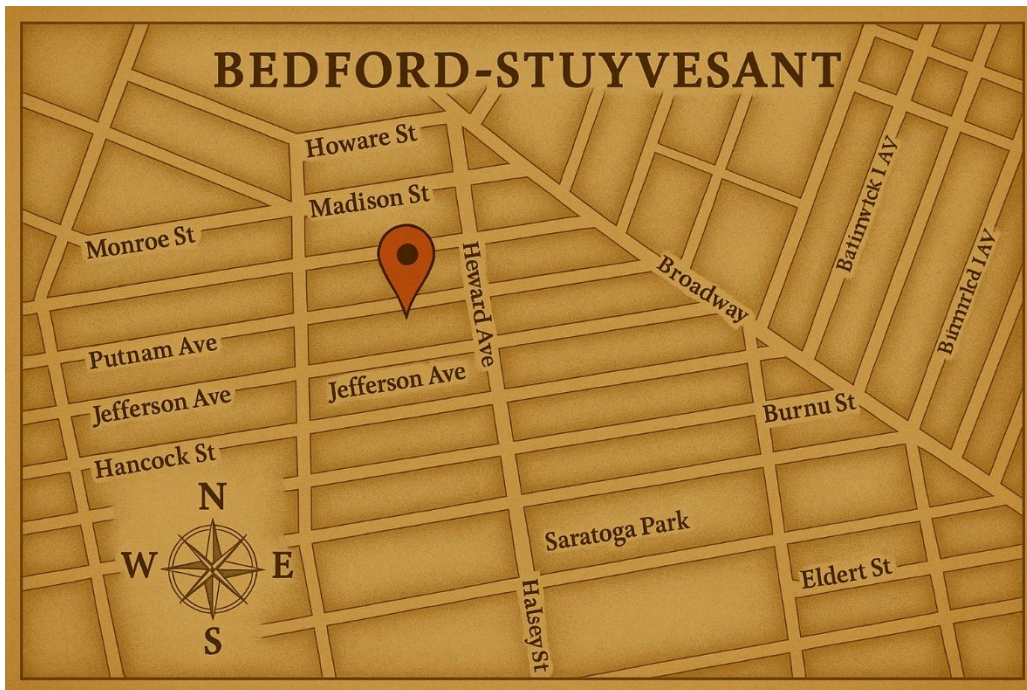 BEDFORD-STUYVESANT
Howare St
Madison St
Monroe St
Heward Ave
Broadway
Putnam Ave
Jefferson Ave
Jefferson Ave
Hancock St
Burnu St
Saratoga Park
Eldert St
Halsey St
N
W
E
S